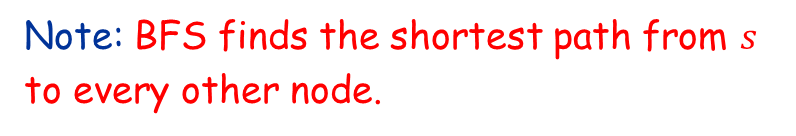 Note: BFS finds the shortest path from s
to every other node.